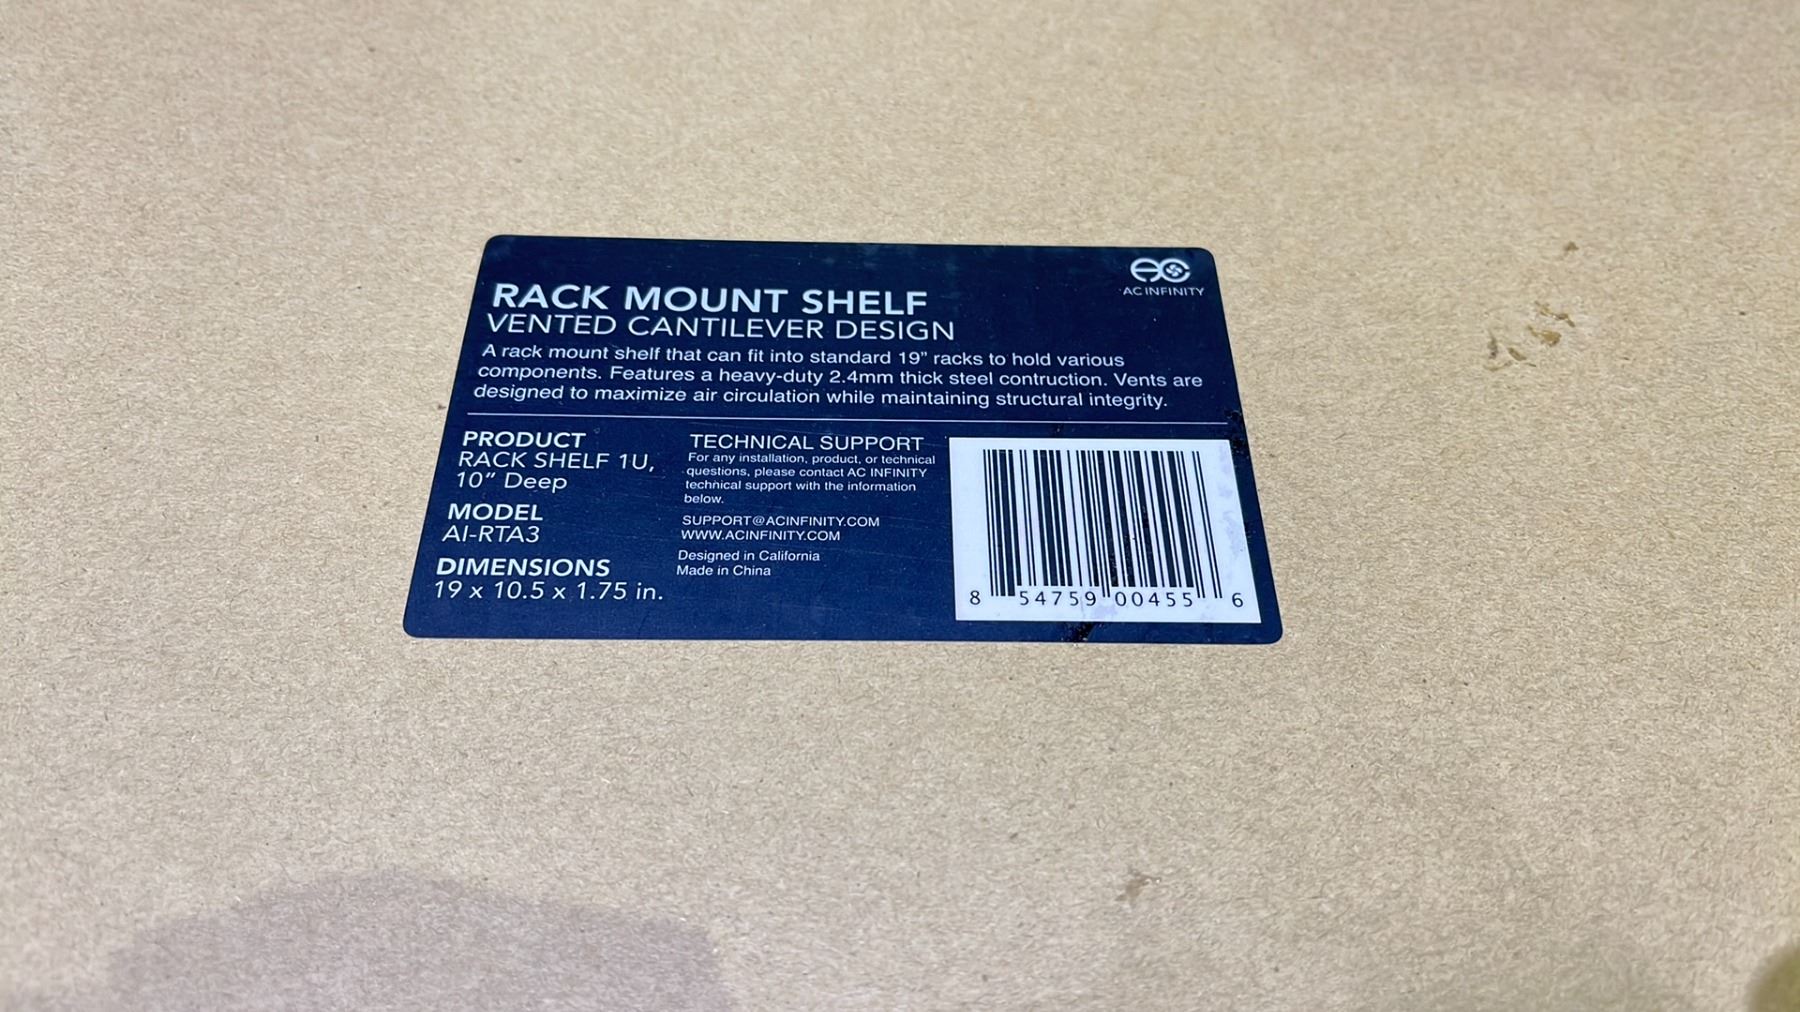 AC INFINITY
RACK MOUNT SHELF
VENTED CANTILEVER DESIGN
A rack mount shelf that can fit into standard 19” racks to hold various
components. Features a heavy-duty 2.4mm thick steel contruction. Vents are
designed to maximize air circulation while maintaining structural integrity.
PRODUCT
RACK SHELF 1U,
10” Deep
MODEL
AI-RTA3
DIMENSIONS
19 x 10.5 x 1.75 in.
TECHNICAL SUPPORT
For any installation, product, or technical
questions, please contact AC INFINITY
technical support with the information
below.
SUPPORT@ACINFINITY.COM
WWW.ACINFINITY.COM
Designed in California
Made in China
8 54759 00455 6